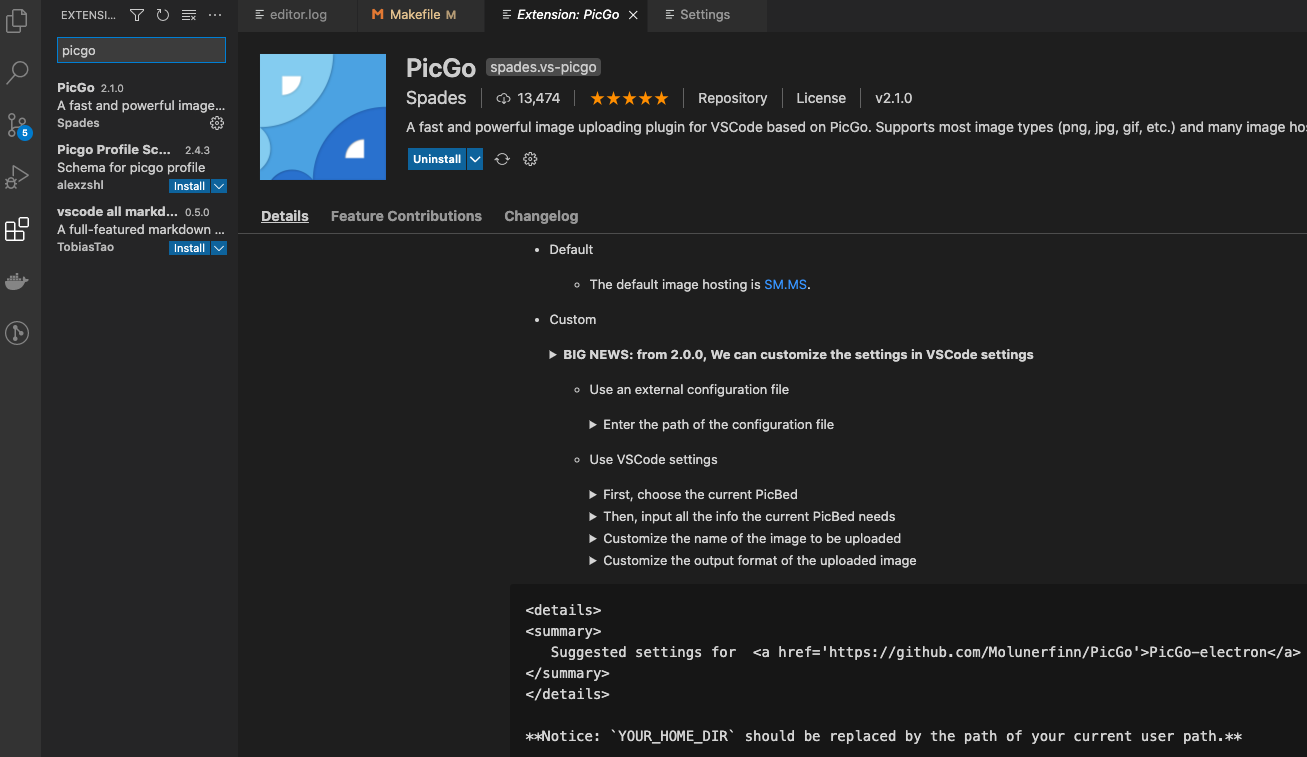 EXTENSI...
editor.log
Makefile M
Extension: PicGo
Settings
picgo
PicGo 2.1.0
A fast and powerful image...
Spades
Picgo Profile Sc... 2.4.3
Schema for picgo profile
alexzshl
Install
vscode all markd... 0.5.0
A full-featured markdown ...
TobiasTao
Install
5
PicGo spades.vs-picgo
Spades 13,474 ★★★★★ Repository License v2.1.0
A fast and powerful image uploading plugin for VSCode based on PicGo. Supports most image types (png, jpg, gif, etc.) and many image hos
Uninstall
Details Feature Contributions Changelog
• Default
◦ The default image hosting is SM.MS.
• Custom
▶ BIG NEWS: from 2.0.0, We can customize the settings in VSCode settings
◦ Use an external configuration file
▶ Enter the path of the configuration file
◦ Use VSCode settings
▶ First, choose the current PicBed
▶ Then, input all the info the current PicBed needs
▶ Customize the name of the image to be uploaded
▶ Customize the output format of the uploaded image
<details>
<summary>
Suggested settings for  <a href='https://github.com/Molunerfinn/PicGo'>PicGo-electron</a>
</summary>
</details>
**Notice: `YOUR_HOME_DIR` should be replaced by the path of your current user path.**